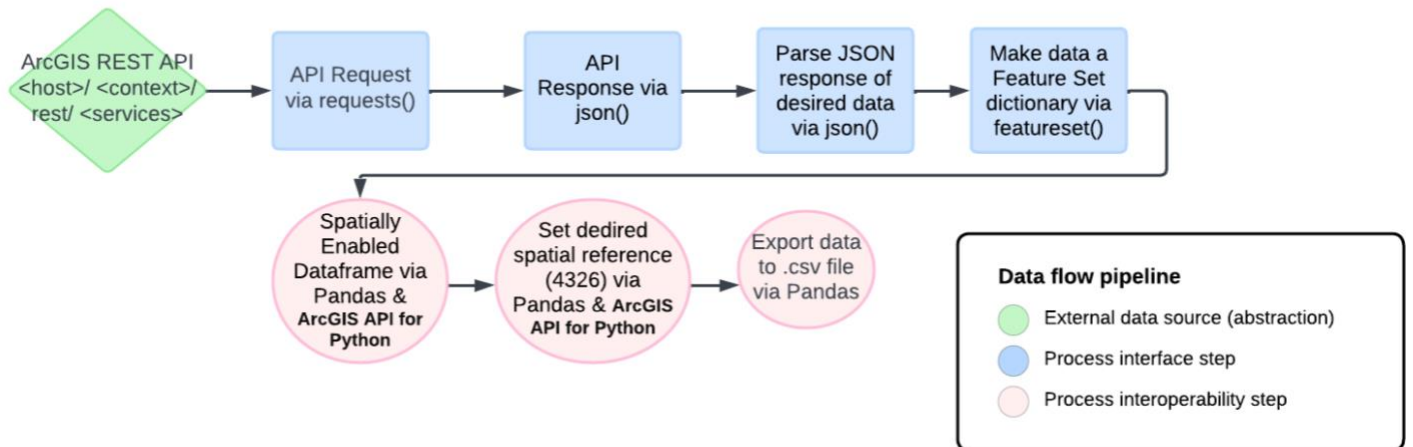 ArcGIS REST API
<host>/ <context>/
rest/ <services>
API Request
via requests()
API
Response via
json()
Parse JSON
response of
desired data
via json()
Make data a
Feature Set
dictionary via
featureset()
Spatially
Enabled
Dataframe via
Pandas &
ArcGIS API for
Python
Set dedired
spatial reference
(4326) via
Pandas & ArcGIS
API for Python
Export data
to .csv file
via Pandas
Data flow pipeline
External data source (abstraction)
Process interface step
Process interoperability step